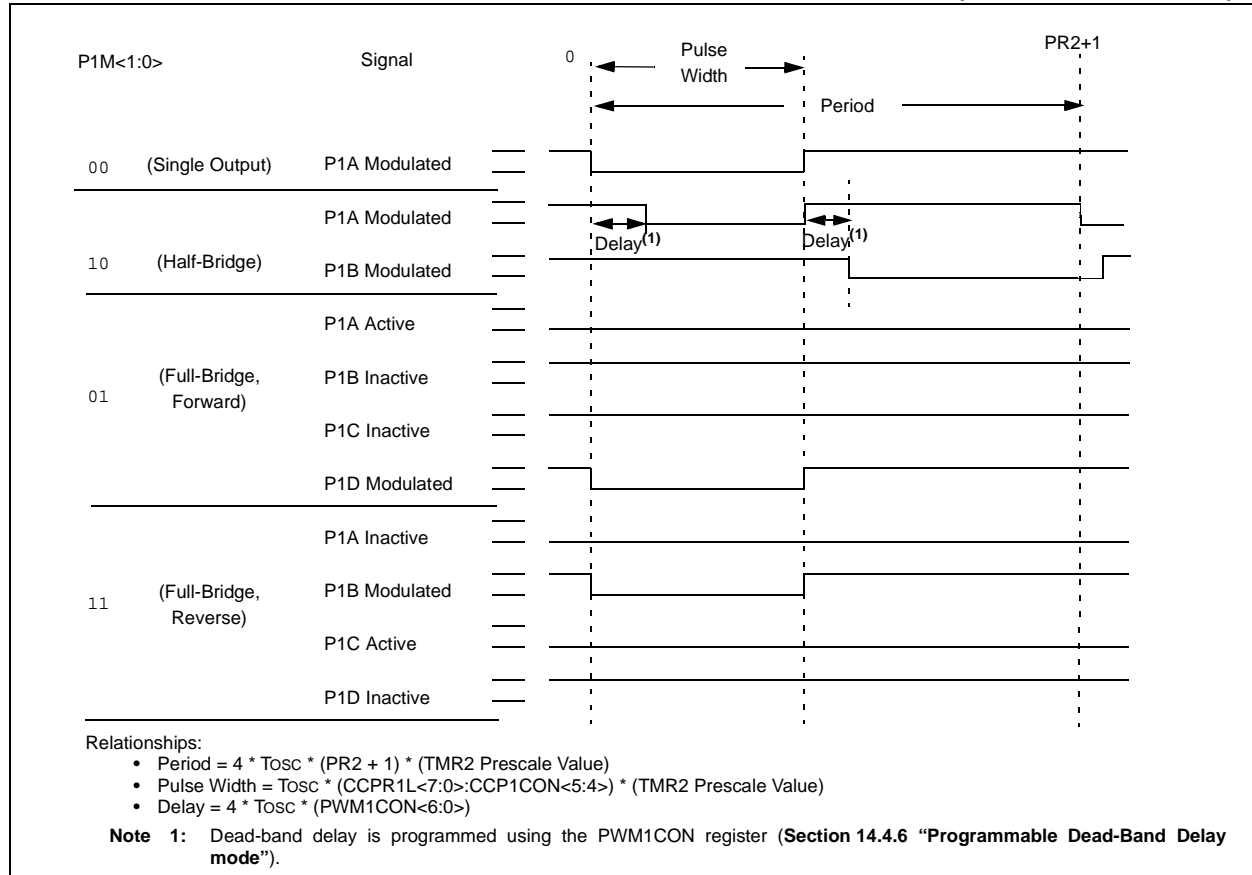 P1M<1:0> Signal 0 Pulse Width PR2+1
Period
00 (Single Output) P1A Modulated
P1A Modulated
Delay(1) Delay(1)
10 (Half-Bridge) P1B Modulated
P1A Active
01 (Full-Bridge, Forward) P1B Inactive
P1C Inactive
P1D Modulated
P1A Inactive
11 (Full-Bridge, Reverse) P1B Modulated
P1C Active
P1D Inactive
Relationships:
• Period = 4 * TOSC * (PR2 + 1) * (TMR2 Prescale Value)
• Pulse Width = TOSC * (CCPR1L<7:0>:CCP1CON<5:4>) * (TMR2 Prescale Value)
• Delay = 4 * TOSC * (PWM1CON<6:0>)
Note 1: Dead-band delay is programmed using the PWM1CON register (Section 14.4.6 “Programmable Dead-Band Delay
mode”).